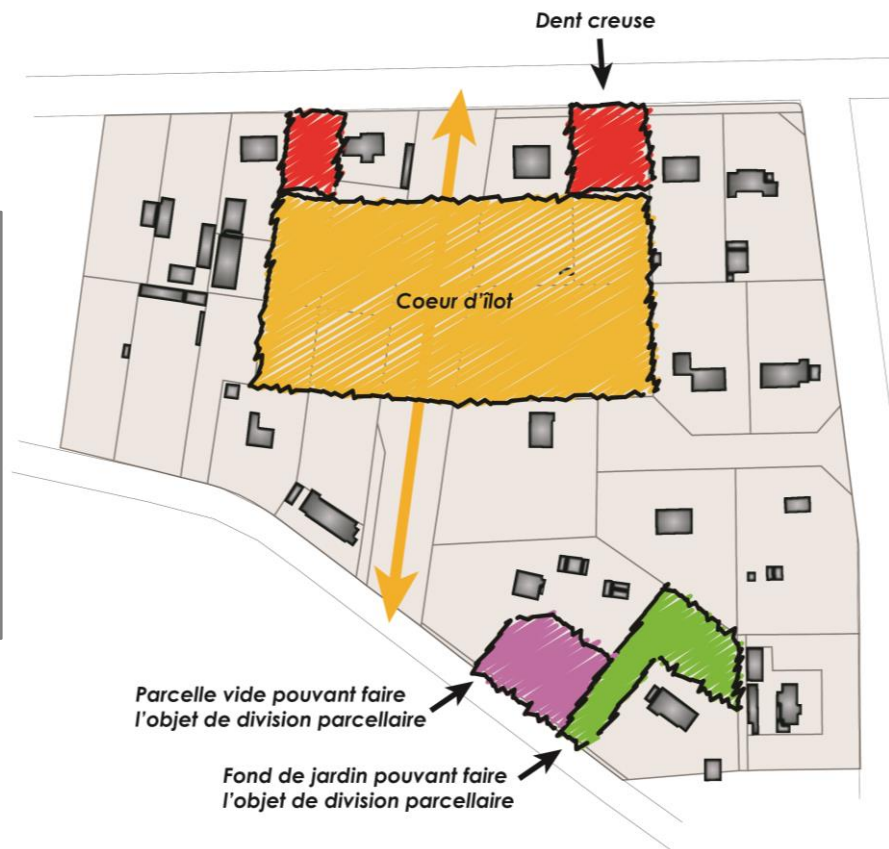 Dent creuse
Coeur d'îlot
Parcelle vide pouvant faire
l'objet de division parcellaire
Fond de jardin pouvant faire
l'objet de division parcellaire